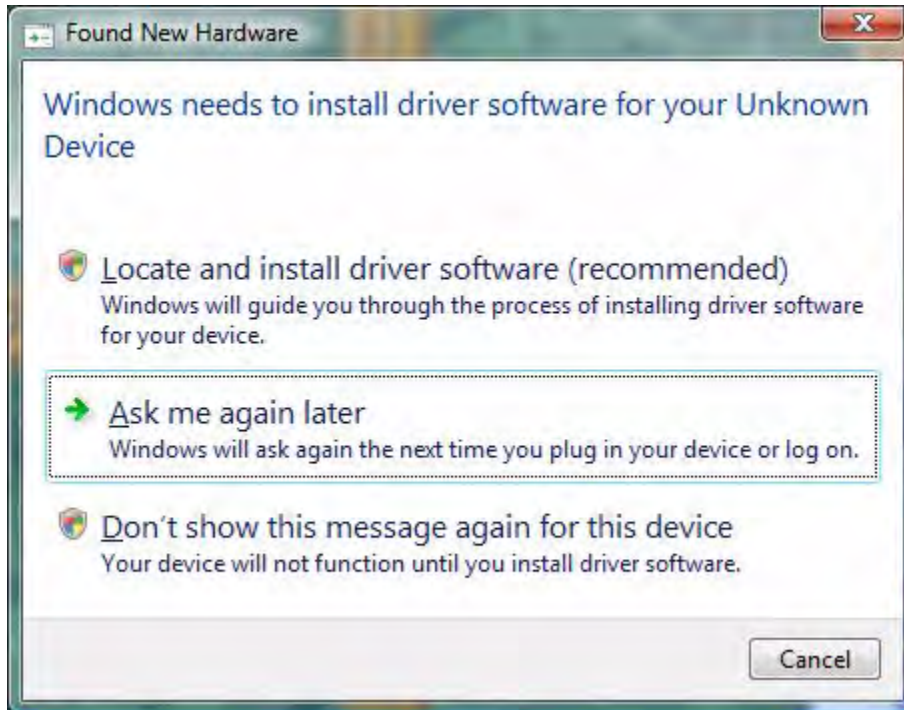 Found New Hardware
Windows needs to install driver software for your Unknown
Device
Locate and install driver software (recommended)
Windows will guide you through the process of installing driver software
for your device.
Ask me again later
Windows will ask again the next time you plug in your device or log on.
Don't show this message again for this device
Your device will not function until you install driver software.
Cancel